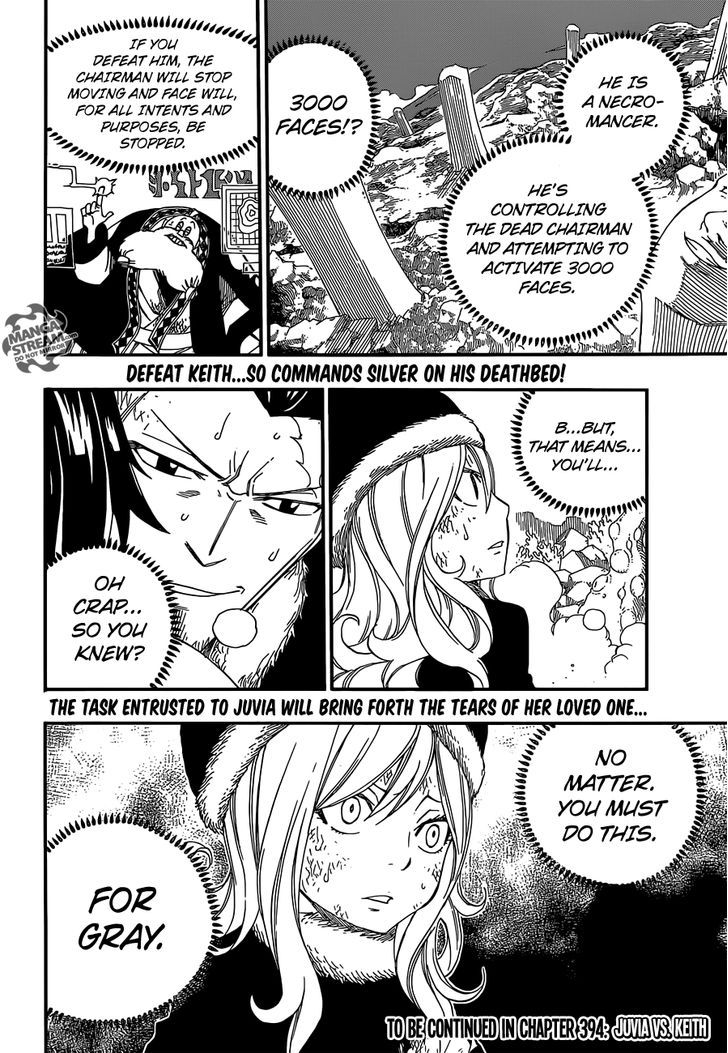 HE IS
A NECRO-
MANCER.
HE'S
CONTROLLING
THE DEAD CHAIRMAN
AND ATTEMPTING TO
ACTIVATE 3000
FACES.
3000
FACES!?
IF YOU
DEFEAT HIM, THE
CHAIRMAN WILL STOP
MOVING AND FACE WILL,
FOR ALL INTENTS AND
PURPOSES, BE
STOPPED.
MANGA
STREAM
DO NOT MIRROR
DEFEAT KEITH...SO COMMANDS SILVER ON HIS DEATHBED!
B...BUT,
THAT MEANS...
YOU'LL...
OH
CRAP...
SO YOU
KNEW?
THE TASK ENTRUSTED TO JUVIA WILL BRING FORTH THE TEARS OF HER LOVED ONE...
NO
MATTER.
YOU MUST
DO THIS.
FOR
GRAY.
TO BE CONTINUED IN CHAPTER 394: JUVIA VS. KEITH